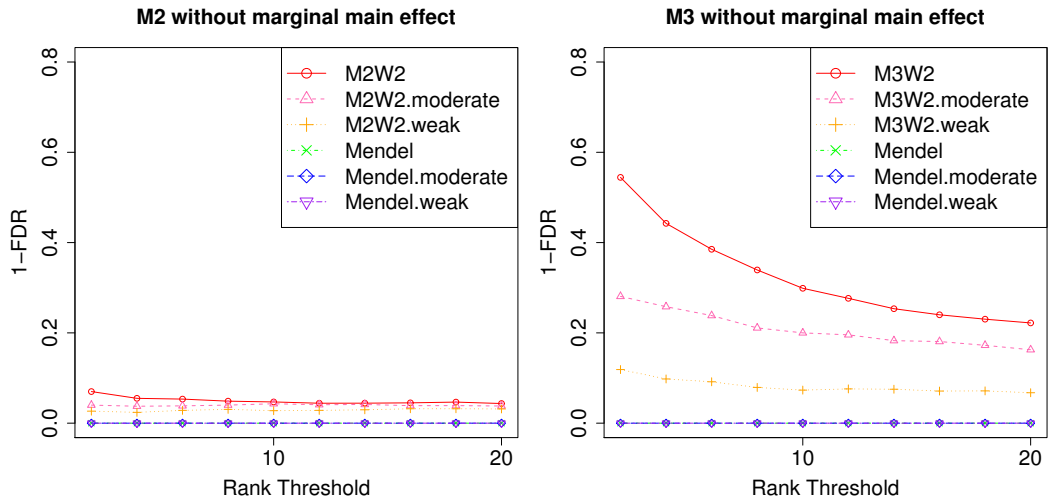 M2 without marginal main effect
0.8
0.6
0.4
0.2
0.0
1−FDR
M2W2
M2W2.moderate
M2W2.weak
Mendel
Mendel.moderate
Mendel.weak
10
20
Rank Threshold
M3 without marginal main effect
0.8
0.6
0.4
0.2
0.0
1−FDR
M3W2
M3W2.moderate
M3W2.weak
Mendel
Mendel.moderate
Mendel.weak
10
20
Rank Threshold